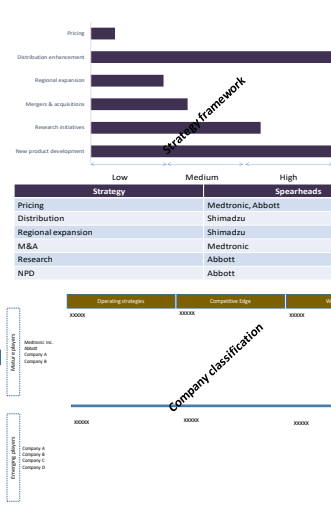 Pricing
Distribution enhancement
Regional expansion
Mergers & acquisitions
Research initiatives
New product development
Strategy framework
Low Medium High
Strategy Spearheads
Pricing Medtronic, Abbott
Distribution Shimadzu
Regional expansion Shimadzu
M&A Medtronic
Research Abbott
NPD Abbott
Operating strategies Competitive Edge W
xxxxx xxxxx xxxxx
Mature players
Medtronic Inc.
Abbott
Company A
Company B
Company classification
xxxxx xxxxx xxxxx
Emerging players
Company A
Company B
Company C
Company D